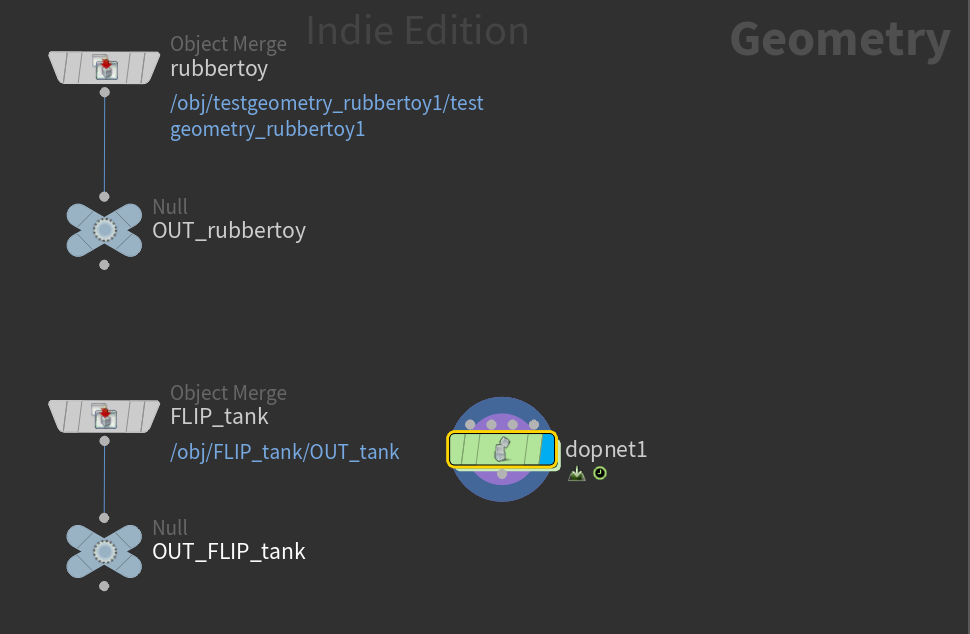 Indie Edition
Geometry
Object Merge
rubbertoy
/obj/testgeometry_rubbertoy1/test
geometry_rubbertoy1
Null
OUT_rubbertoy
Object Merge
FLIP_tank
/obj/FLIP_tank/OUT_tank
dopnet1
Null
OUT_FLIP_tank